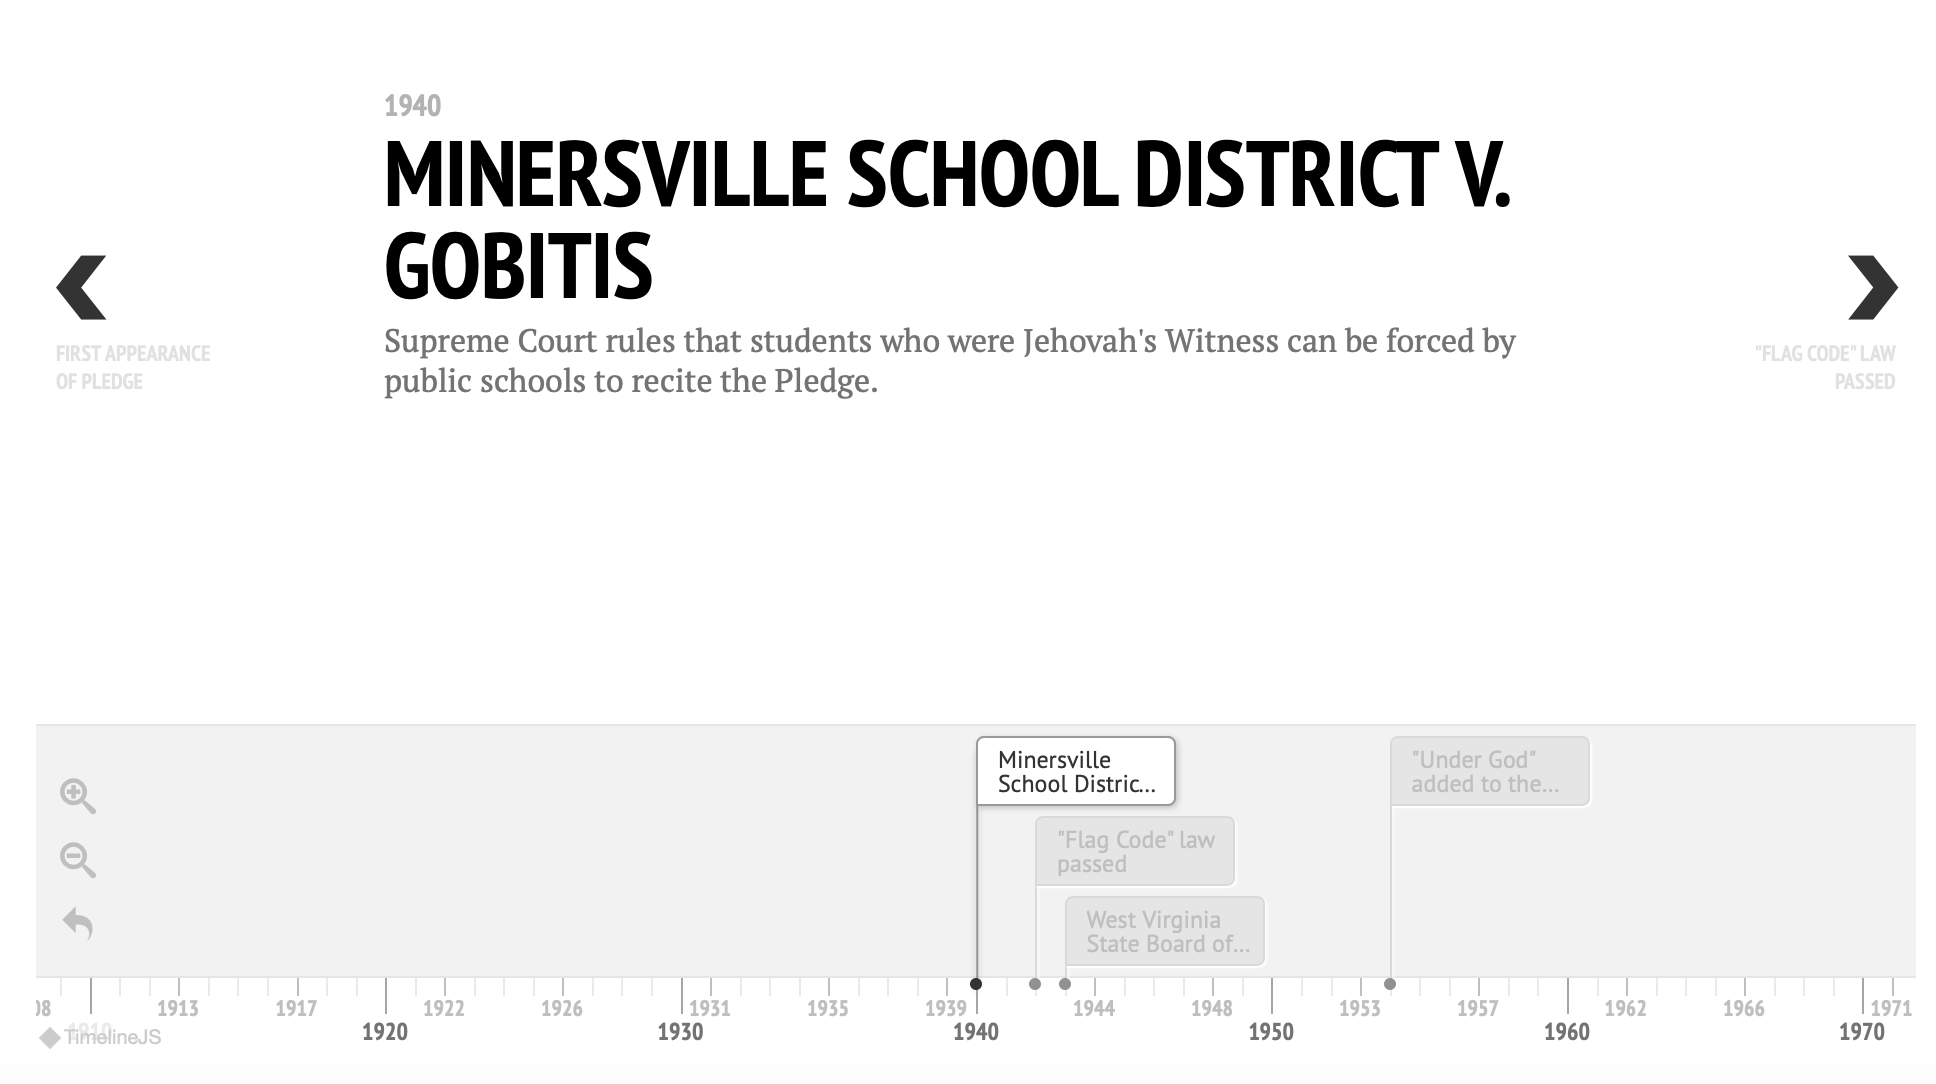 1940
MINERSVILLE SCHOOL DISTRICT V.
GOBITIS
Supreme Court rules that students who were Jehovah's Witness can be forced by
public schools to recite the Pledge.
FIRST APPEARANCE
OF PLEDGE
"FLAG CODE" LAW
PASSED
Minersville
School Distric...
"Under God"
added to the...
"Flag Code" law
passed
West Virginia
State Board of...
08 1913 1917 1922 1926 1931 1935 1939 1944 1948 1953 1957 1962 1966 1971
1910 1920 1930 1940 1950 1960 1970
TimelineJS